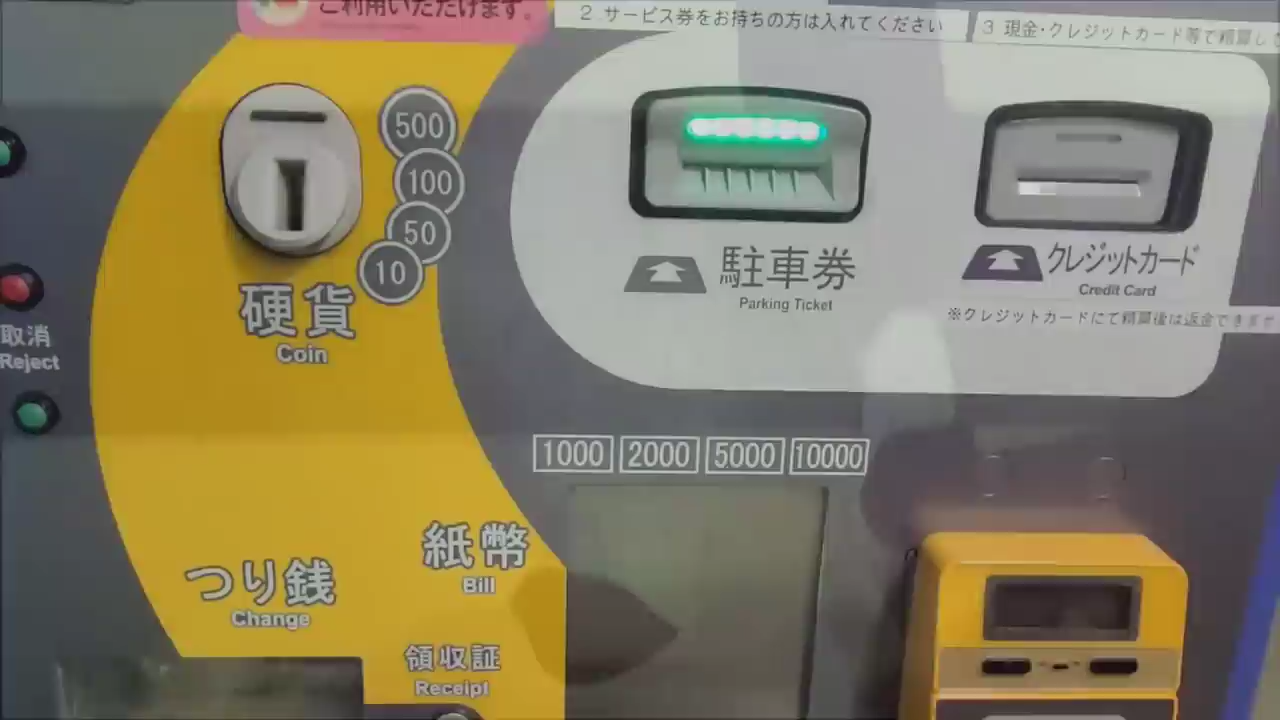 ご利用いただけます。
2 サービス券をお持ちの方は入れてください
3 現金・クレジットカード等で精算し
500
100
50
10
硬貨
Coin
駐車券
Parking Ticket
クレジットカード
Credit Card
※クレジットカードにて精算後は返金できます
取消
Reject
1000 2000 5000 10000
紙幣
Bill
つり銭
Change
領収証
Receipt